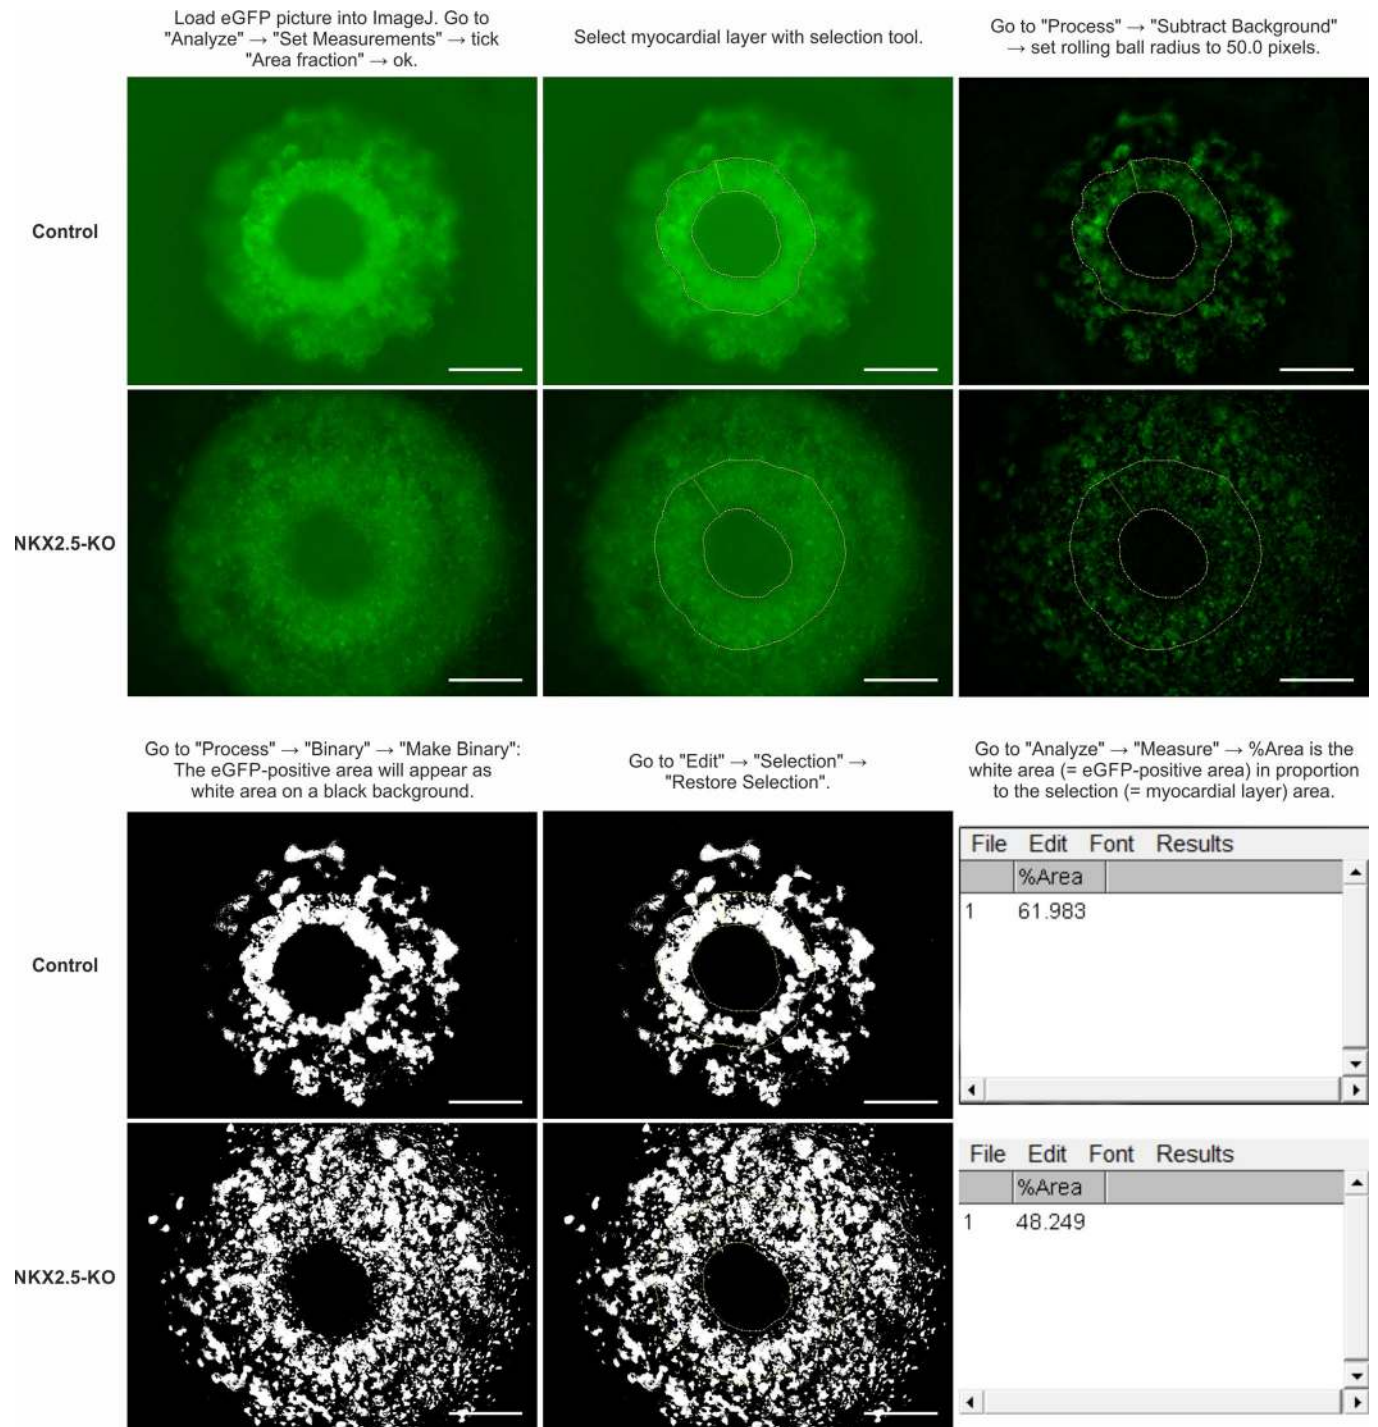 Load eGFP picture into ImageJ. Go to
"Analyze" → "Set Measurements" → tick
"Area fraction" → ok.
Select myocardial layer with selection tool.
Go to "Process" → "Subtract Background"
→ set rolling ball radius to 50.0 pixels.
Control
NKX2.5-KO
Go to "Process" → "Binary" → "Make Binary":
The eGFP-positive area will appear as
white area on a black background.
Go to "Edit" → "Selection" →
"Restore Selection".
Go to "Analyze" → "Measure" → %Area is the
white area (= eGFP-positive area) in proportion
to the selection (= myocardial layer) area.
Control
File Edit Font Results
%Area
1 61.983
NKX2.5-KO
File Edit Font Results
%Area
1 48.249